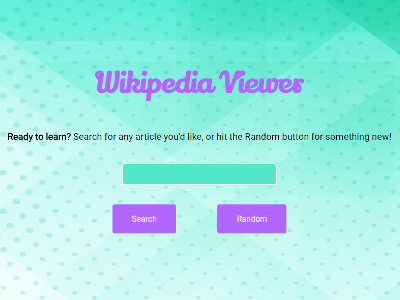 Wikipedia Viewer
Ready to learn? Search for any article you'd like, or hit the Random button for something new!
Search
Random